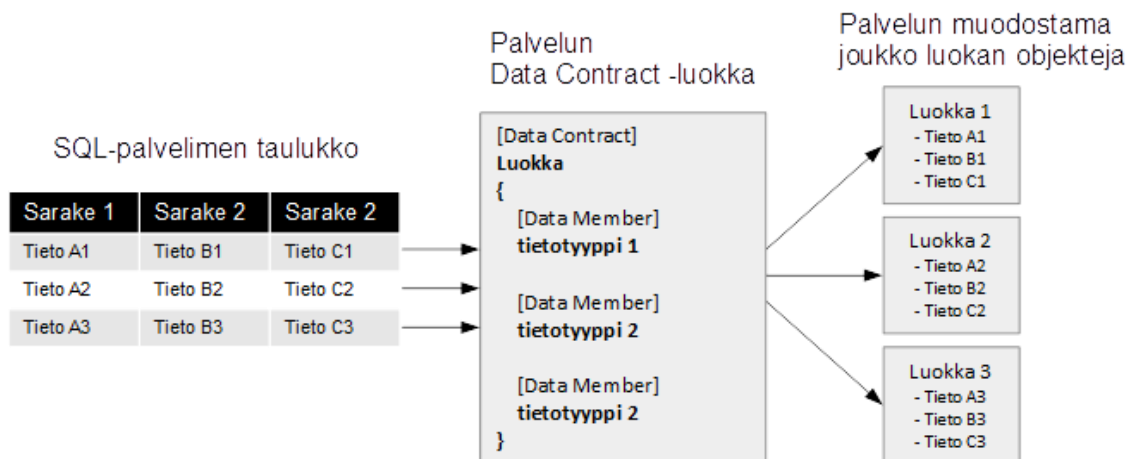 SQL-palvelimen taulukko
Sarake 1 Sarake 2 Sarake 2
Tieto A1 Tieto B1 Tieto C1
Tieto A2 Tieto B2 Tieto C2
Tieto A3 Tieto B3 Tieto C3
Palvelun
Data Contract -luokka
[Data Contract]
Luokka
{
[Data Member]
tietotyyppi 1
[Data Member]
tietotyyppi 2
[Data Member]
tietotyyppi 2
}
Palvelun muodostama
joukko luokan objekteja
Luokka 1
- Tieto A1
- Tieto B1
- Tieto C1
Luokka 2
- Tieto A2
- Tieto B2
- Tieto C2
Luokka 3
- Tieto A3
- Tieto B3
- Tieto C3